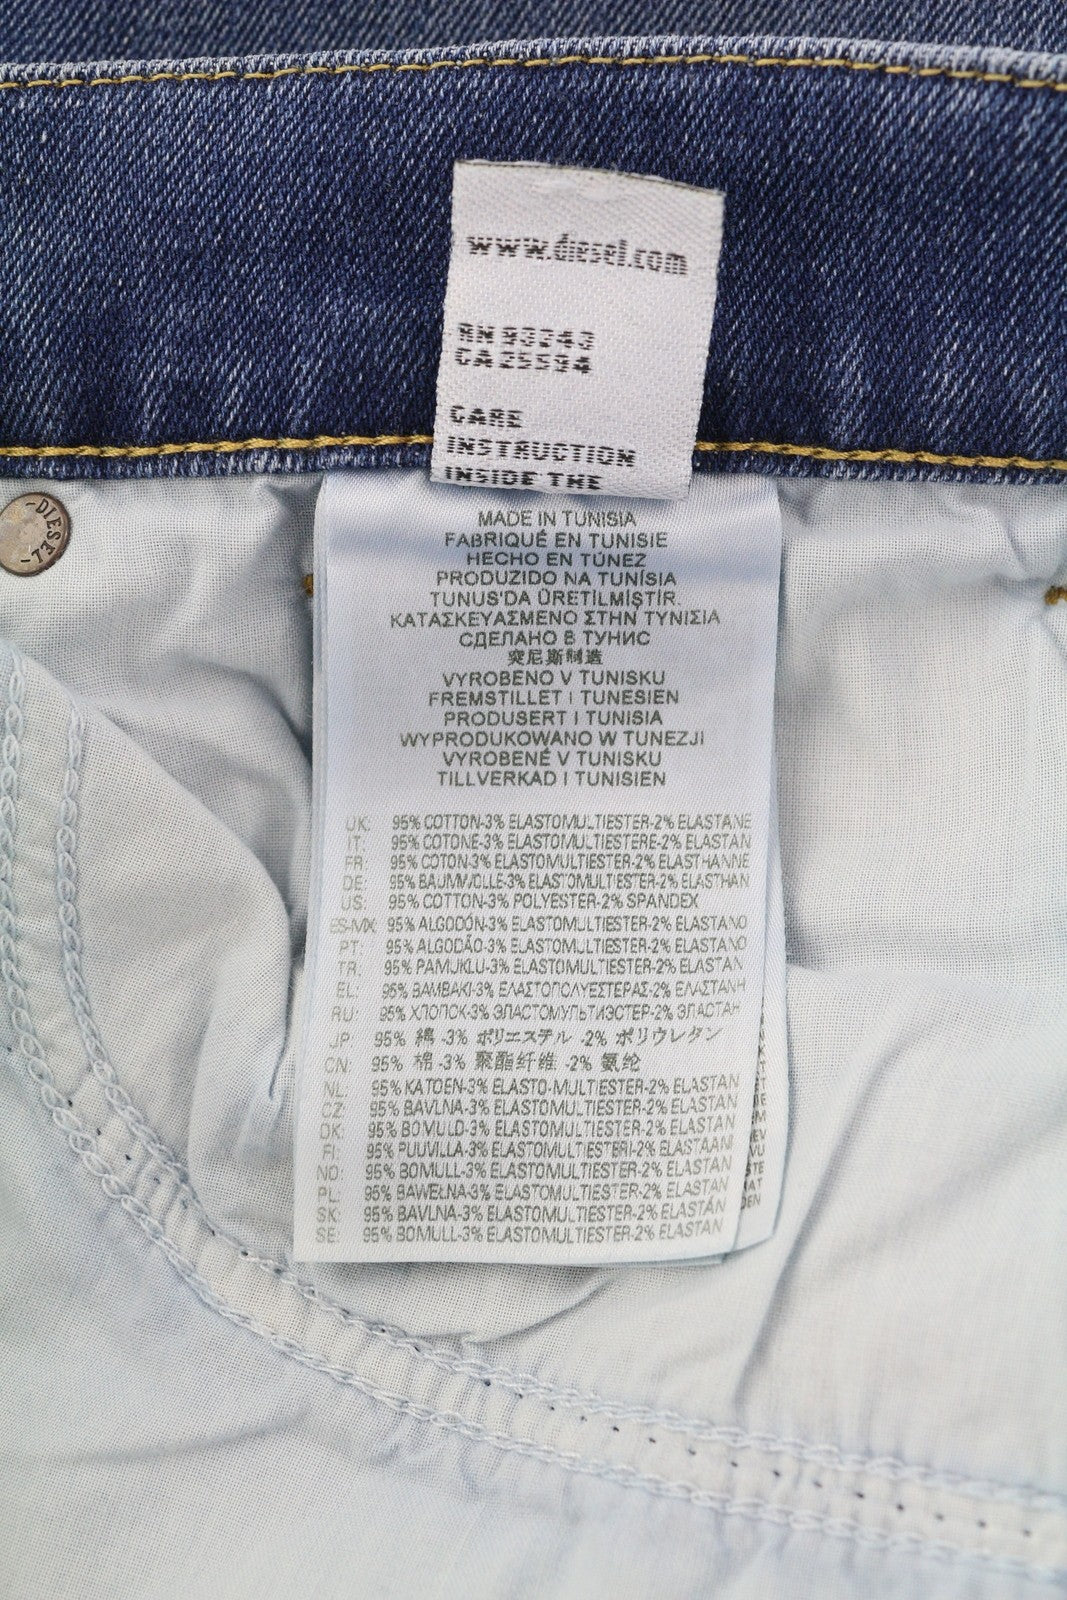 www.diesel.com
RN 93243
CA 25594
CARE
INSTRUCTION
INSIDE THE
-DIESEL-
-73-
MADE IN TUNISIA
FABRIQUÉ EN TUNISIE
HECHO EN TÚNEZ
PRODUZIDO NA TUNÍSIA
TUNUS'DA ÜRETİLMİŞTİR.
ΚΑΤΑΣΚΕΥΑΣΜΕΝΟ ΣΤΗΝ ΤΥΝΙΣΙΑ
СДЕЛАНО В ТУНИС
突尼斯制造
VYROBENO V TUNISKU
FREMSTILLET I TUNESIEN
PRODUSERT I TUNISIA
WYPRODUKOWANO W TUNEZJI
VYROBENÉ V TUNISKU
TILLVERKAD I TUNISIEN
UK: 95% COTTON-3% ELASTOMULTIESTER-2% ELASTANE
IT: 95% COTONE-3% ELASTOMULTIESTERE-2% ELASTAN
FR: 95% COTON-3% ELASTOMULTIESTER-2% ELASTHANNE
DE: 95% BAUMWOLLE-3% ELASTOMULTIESTER-2% ELASTHAN
US: 95% COTTON-3% POLYESTER-2% SPANDEX
ES-MX: 95% ALGODÓN-3% ELASTOMULTIESTER-2% ELASTANO
PT: 95% ALGODÃO-3% ELASTOMULTIESTER-2% ELASTANO
TR: 95% PAMUKLU-3% ELASTOMULTIESTER-2% ELASTAN
EL: 95% ΒΑΜΒΑΚΙ-3% ΕΛΑΣΤΟΠΟΛΥΕΣΤΕΡΑΣ-2% ΕΛΑΣΤΑΝΗ
RU: 95% ХЛОПОК-3% ЭЛАСТОМУЛЬТИЭСТЕР-2% ЭЛАСТАН
JP: 95% 綿 -3% ポリエステル -2% ポリウレタン
CN: 95% 棉 -3% 聚酯纤维 -2% 氨纶
NL: 95% KATOEN-3% ELASTO-MULTIESTER-2% ELASTAN
CZ: 95% BAVLNA-3% ELASTOMULTIESTER-2% ELASTAN
DK: 95% BOMULD-3% ELASTOMULTIESTER-2% ELASTAN
FI: 95% PUUVILLA-3% ELASTOMULTIESTERI-2% ELASTAANI
NO: 95% BOMULL-3% ELASTOMULTIESTER-2% ELASTAN
PL: 95% BAWEŁNA-3% ELASTOMULTIESTER-2% ELASTAN
SK: 95% BAVLNA-3% ELASTOMULTIESTER-2% ELASTÁN
SE: 95% BOMULL-3% ELASTOMULTIESTER-2% ELASTAN